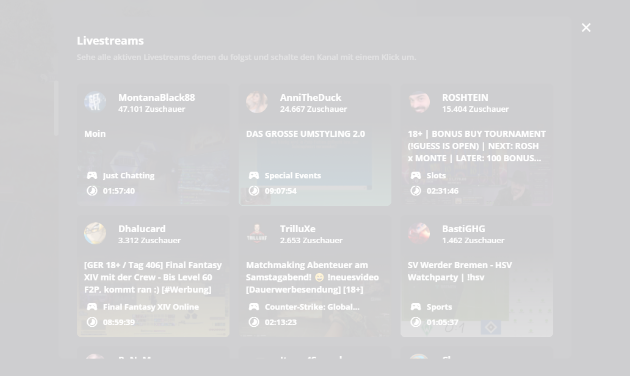 Livestreams
Sehe alle aktiven Livestreams denen du folgst und schalte den Kanal mit einem Klick um.
MontanaBlack88
47.101 Zuschauer
Moin
Just Chatting
01:57:40
AnniTheDuck
24.667 Zuschauer
DAS GROSSE UMSTYLING 2.0
Special Events
09:07:54
ROSHTEIN
15.404 Zuschauer
18+ | BONUS BUY TOURNAMENT
(!GUESS IS OPEN) | NEXT: ROSH
x MONTE | LATER: 100 BONUS...
Slots
02:31:46
Dhalucard
3.312 Zuschauer
[GER 18+ / Tag 406] Final Fantasy
XIV mit der Crew - Bis Level 60
F2P, kommt ran :) [#Werbung]
Final Fantasy XIV Online
08:59:39
TrilluXe
2.653 Zuschauer
Matchmaking Abenteuer am
Samstagabend! 😀 !neuesvideo
[Dauerwerbesendung] [18+]
Counter-Strike: Global...
02:13:23
BastiGHG
1.462 Zuschauer
SV Werder Bremen - HSV
Watchparty | !hsv
Sports
01:05:37